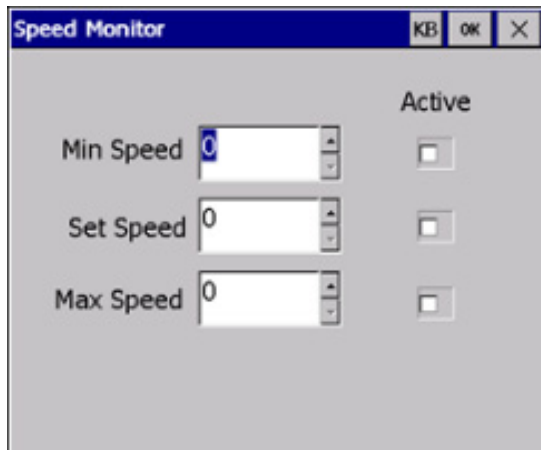 Speed Monitor KB OK
Active
Min Speed 0
Set Speed 0
Max Speed 0